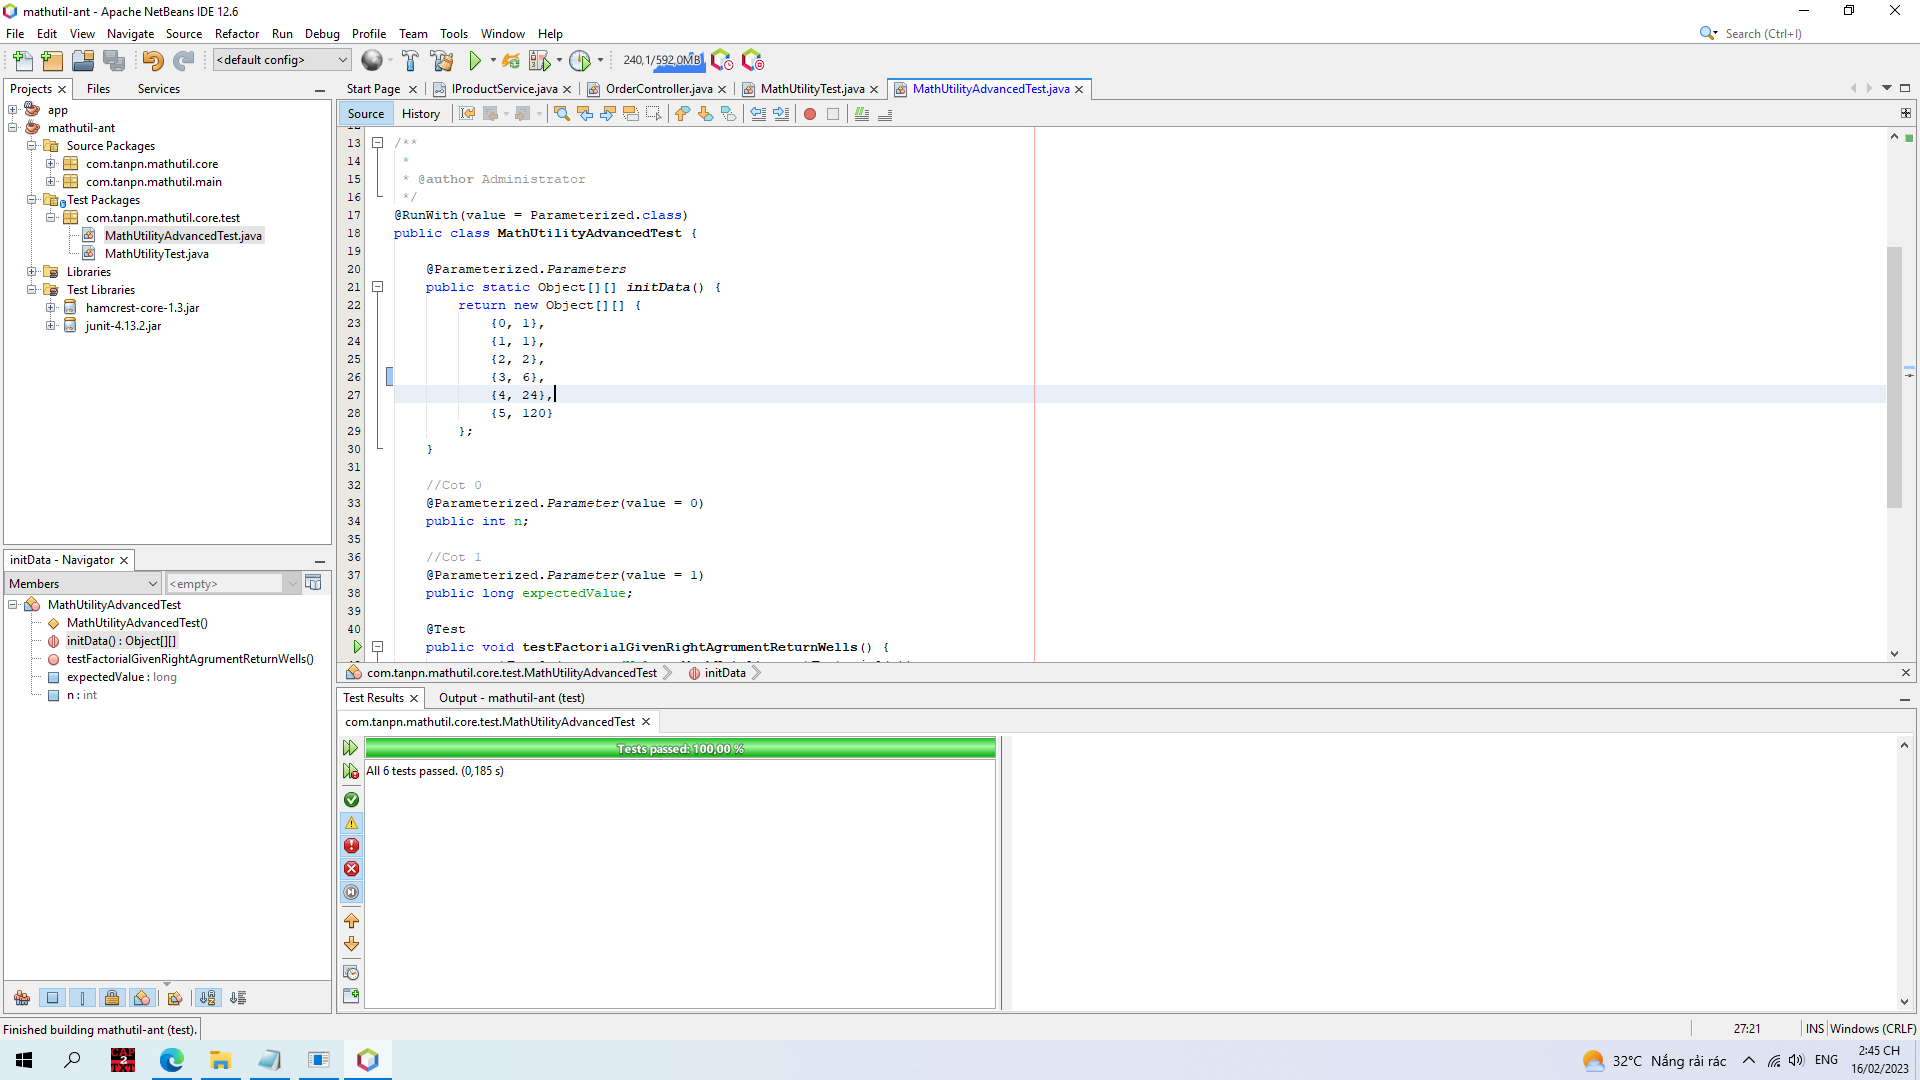 mathutil-ant - Apache NetBeans IDE 12.6
File Edit View Navigate Source Refactor Run Debug Profile Team Tools Window Help
Search (Ctrl+I)
<default config>
240,1/592,0MB
Projects Files Services
Start Page IProductService.java OrderController.java MathUtilityTest.java MathUtilityAdvancedTest.java
Source History
app
mathutil-ant
Source Packages
com.tanpn.mathutil.core
com.tanpn.mathutil.main
Test Packages
com.tanpn.mathutil.core.test
MathUtilityAdvancedTest.java
MathUtilityTest.java
Libraries
Test Libraries
hamcrest-core-1.3.jar
junit-4.13.2.jar
13 /**
14 *
15 * @author Administrator
16 */
17 @RunWith(value = Parameterized.class)
18 public class MathUtilityAdvancedTest {
19
20 @Parameterized.Parameters
21 public static Object[][] initData() {
22 return new Object[][] {
23 {0, 1},
24 {1, 1},
25 {2, 2},
26 {3, 6},
27 {4, 24},
28 {5, 120}
29 };
30 }
31
32 //Cot 0
33 @Parameterized.Parameter(value = 0)
34 public int n;
35
36 //Cot 1
37 @Parameterized.Parameter(value = 1)
38 public long expectedValue;
39
40 @Test
public void testFactorialGivenRightAgrumentReturnWells() {
com.tanpn.mathutil.core.test.MathUtilityAdvancedTest initData
initData - Navigator
Members <empty>
MathUtilityAdvancedTest
MathUtilityAdvancedTest()
initData() : Object[][]
testFactorialGivenRightAgrumentReturnWells()
expectedValue : long
n : int
Test Results Output - mathutil-ant (test)
com.tanpn.mathutil.core.test.MathUtilityAdvancedTest
Tests passed: 100,00 %
All 6 tests passed. (0,185 s)
Finished building mathutil-ant (test).
27:21 INS Windows (CRLF)
CAP 2 TXT
32°C Nắng rải rác
ENG
2:45 CH
16/02/2023